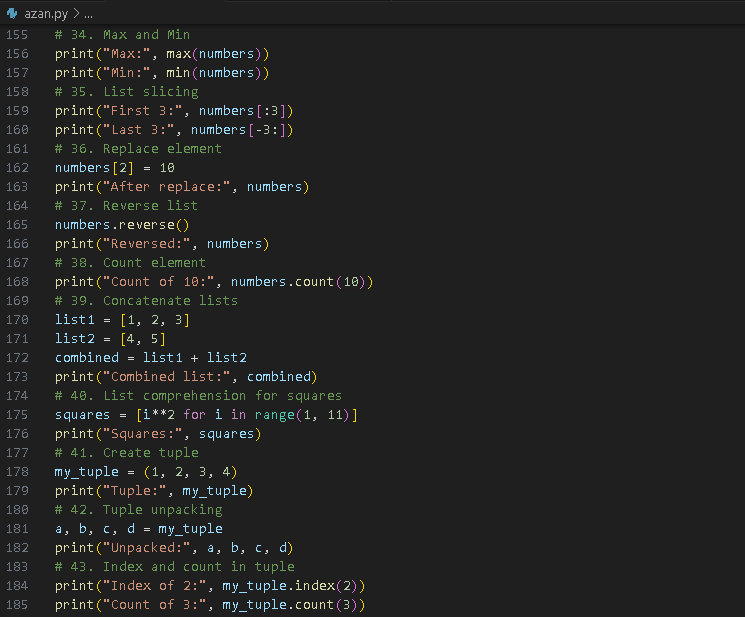 azan.py > ...
155 # 34. Max and Min
156 print("Max:", max(numbers))
157 print("Min:", min(numbers))
158 # 35. List slicing
159 print("First 3:", numbers[:3])
160 print("Last 3:", numbers[-3:])
161 # 36. Replace element
162 numbers[2] = 10
163 print("After replace:", numbers)
164 # 37. Reverse list
165 numbers.reverse()
166 print("Reversed:", numbers)
167 # 38. Count element
168 print("Count of 10:", numbers.count(10))
169 # 39. Concatenate lists
170 list1 = [1, 2, 3]
171 list2 = [4, 5]
172 combined = list1 + list2
173 print("Combined list:", combined)
174 # 40. List comprehension for squares
175 squares = [i**2 for i in range(1, 11)]
176 print("Squares:", squares)
177 # 41. Create tuple
178 my_tuple = (1, 2, 3, 4)
179 print("Tuple:", my_tuple)
180 # 42. Tuple unpacking
181 a, b, c, d = my_tuple
182 print("Unpacked:", a, b, c, d)
183 # 43. Index and count in tuple
184 print("Index of 2:", my_tuple.index(2))
185 print("Count of 3:", my_tuple.count(3))